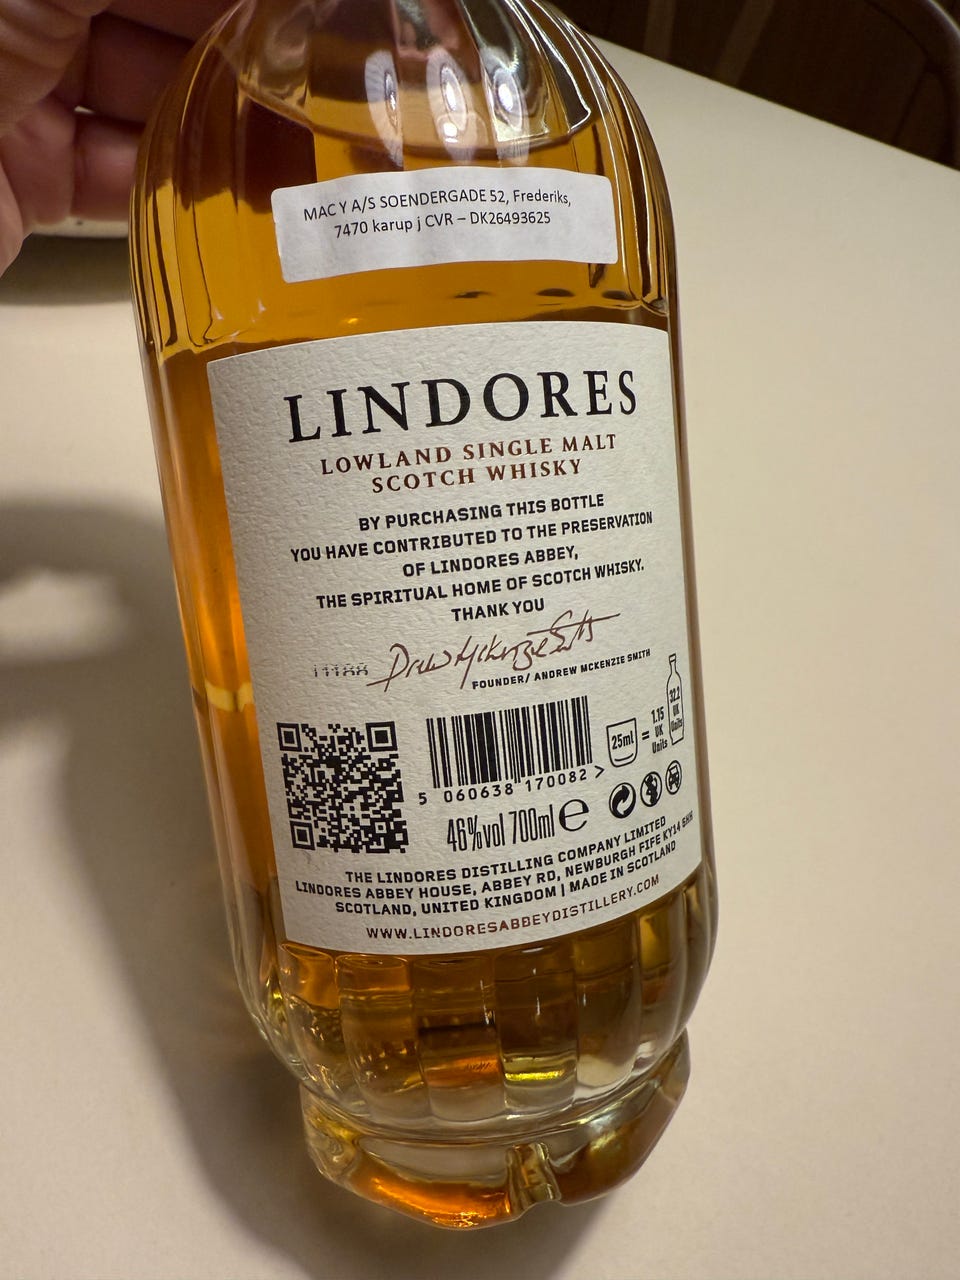 MAC Y A/S SOENDERGADE 52, Frederiks,
7470 karup j CVR – DK26493625
LINDORES
LOWLAND SINGLE MALT
SCOTCH WHISKY
BY PURCHASING THIS BOTTLE
YOU HAVE CONTRIBUTED TO THE PRESERVATION
OF LINDORES ABBEY,
THE SPIRITUAL HOME OF SCOTCH WHISKY.
THANK YOU
Drew McKenzie Smith
FOUNDER/ ANDREW MCKENZIE SMITH
25ml = 1.15 UK Units
32.2 UK Units
5 060638 170082 >
46%vol 700ml e
THE LINDORES DISTILLING COMPANY LIMITED
LINDORES ABBEY HOUSE, ABBEY RD, NEWBURGH FIFE KY14 6HH
SCOTLAND, UNITED KINGDOM | MADE IN SCOTLAND
WWW.LINDORESABBEYDISTILLERY.COM